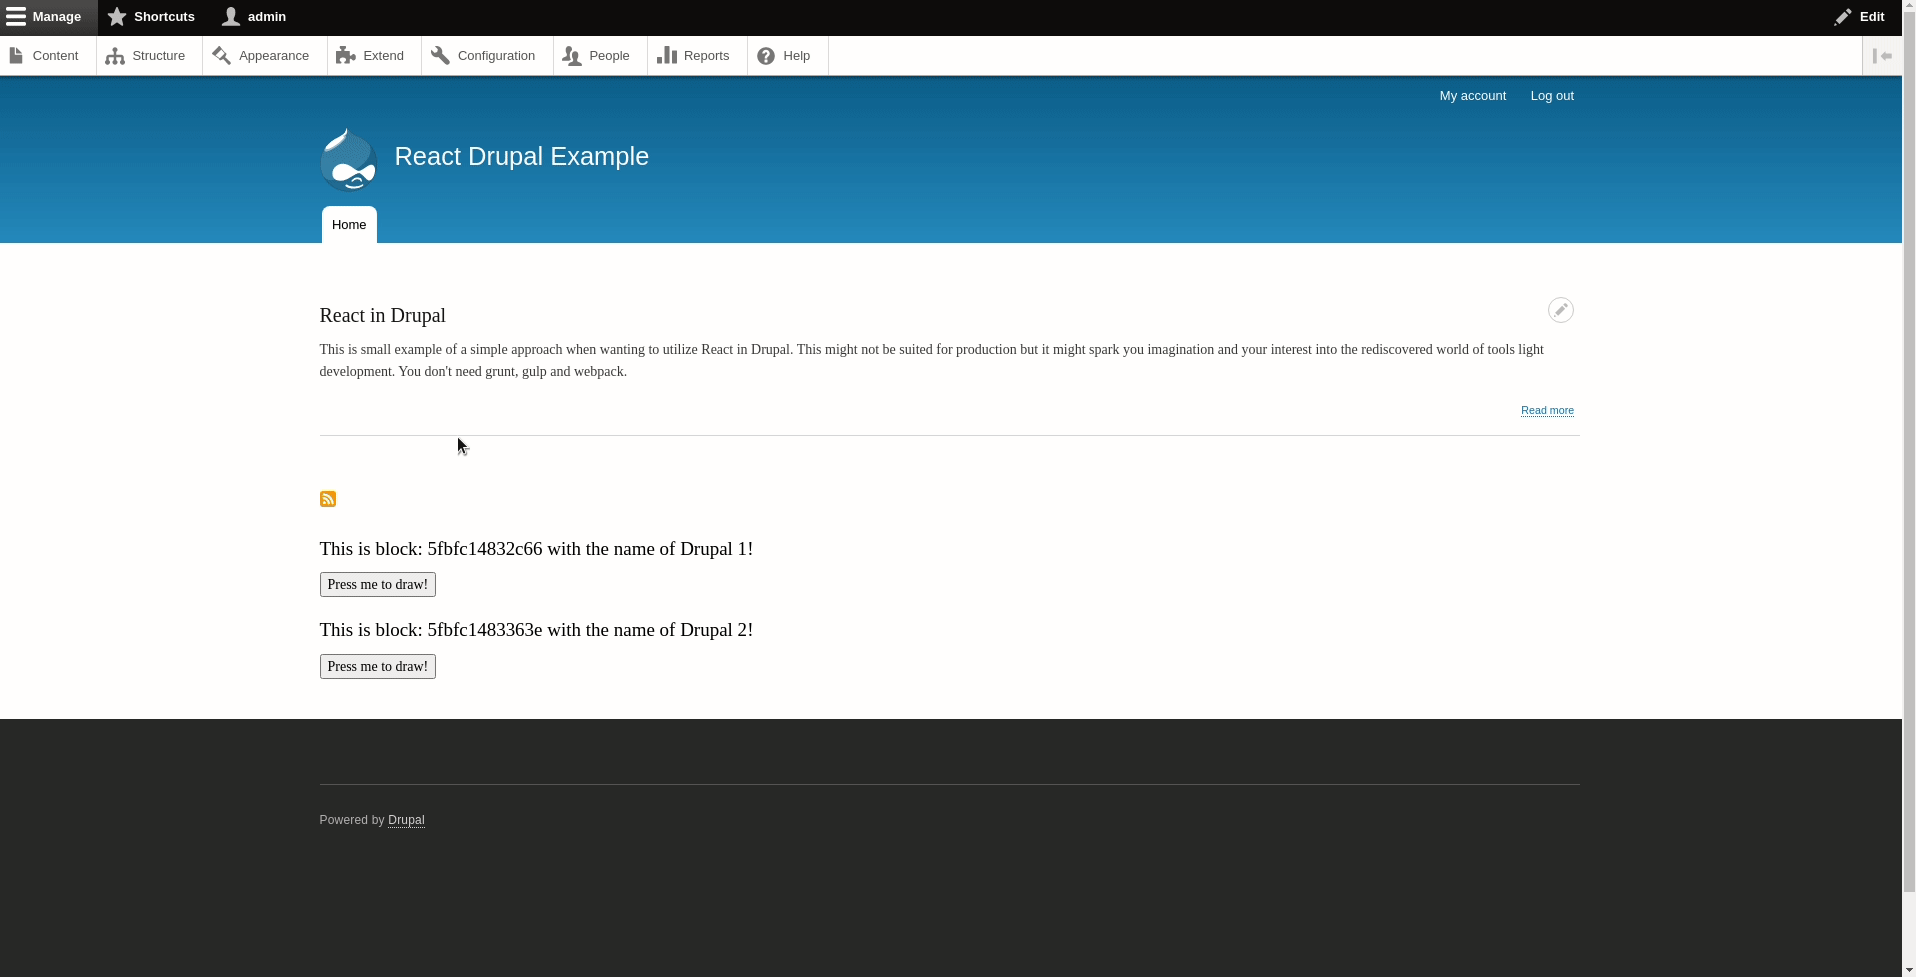 Manage Shortcuts admin Edit
Content Structure Appearance Extend Configuration People Reports Help
My account Log out
React Drupal Example
Home
React in Drupal
This is small example of a simple approach when wanting to utilize React in Drupal. This might not be suited for production but it might spark you imagination and your interest into the rediscovered world of tools light
development. You don't need grunt, gulp and webpack.
Read more
This is block: 5fbfc14832c66 with the name of Drupal 1!
Press me to draw!
This is block: 5fbfc1483363e with the name of Drupal 2!
Press me to draw!
Powered by Drupal